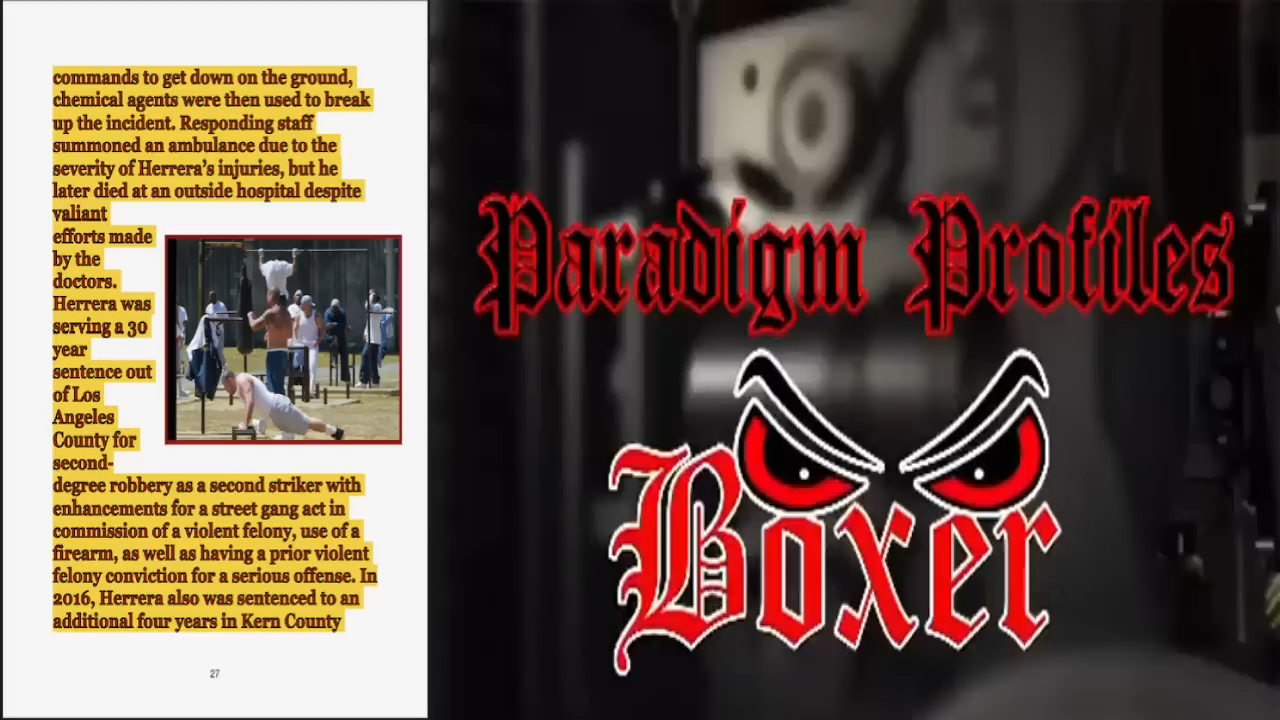 commands to get down on the ground,
chemical agents were then used to break
up the incident. Responding staff
summoned an ambulance due to the
severity of Herrera’s injuries, but he
later died at an outside hospital despite
valiant
efforts made
by the
doctors.
Herrera was
serving a 30
year
sentence out
of Los
Angeles
County for
second-
degree robbery as a second striker with
enhancements for a street gang act in
commission of a violent felony, use of a
firearm, as well as having a prior violent
felony conviction for a serious offense. In
2016, Herrera also was sentenced to an
additional four years in Kern County
27
Paradigm Profiles
Boxer